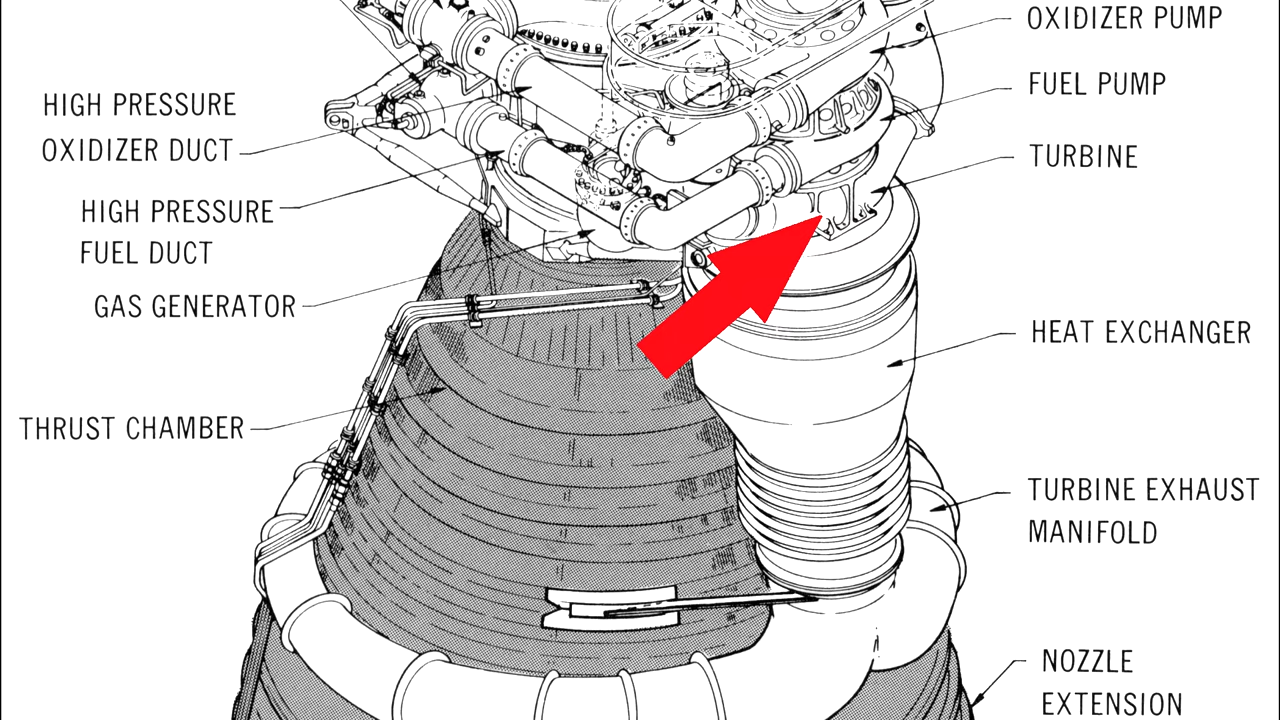 OXIDIZER PUMP
FUEL PUMP
TURBINE
HIGH PRESSURE
OXIDIZER DUCT
HIGH PRESSURE
FUEL DUCT
GAS GENERATOR
HEAT EXCHANGER
THRUST CHAMBER
TURBINE EXHAUST
MANIFOLD
NOZZLE
EXTENSION